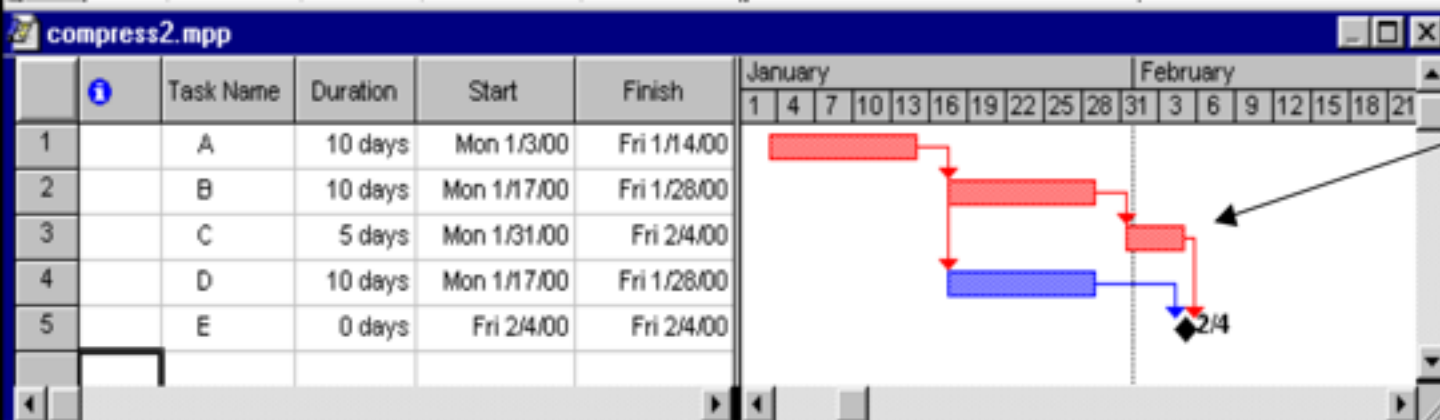 compress2.mpp
Task Name Duration Start Finish
January February
1 4 7 10 13 16 19 22 25 28 31 3 6 9 12 15 18 21
1 A 10 days Mon 1/3/00 Fri 1/14/00
2 B 10 days Mon 1/17/00 Fri 1/28/00
3 C 5 days Mon 1/31/00 Fri 2/4/00
4 D 10 days Mon 1/17/00 Fri 1/28/00
5 E 0 days Fri 2/4/00 Fri 2/4/00
2/4